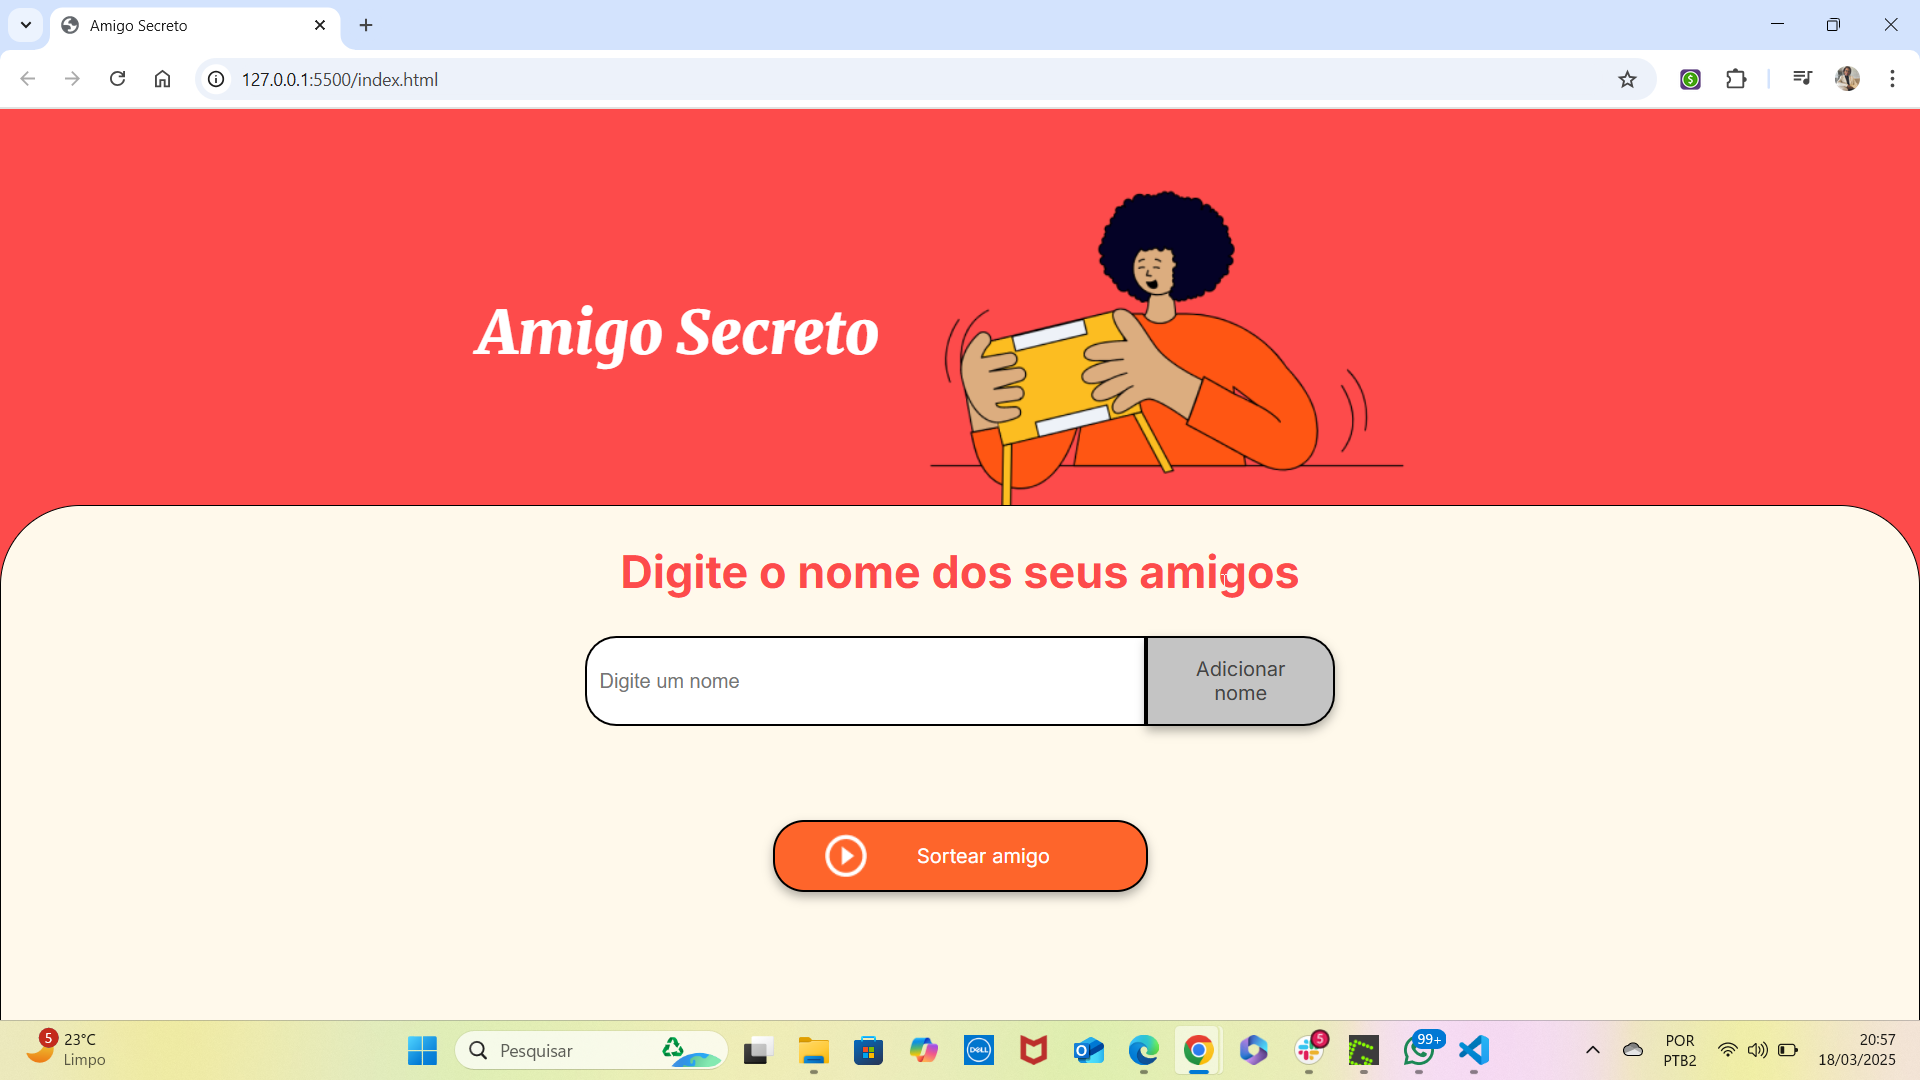 Amigo Secreto
127.0.0.1:5500/index.html
Amigo Secreto
Digite o nome dos seus amigos
Digite um nome
Adicionar
nome
Sortear amigo
5
23°C
Limpo
Pesquisar
DELL
5
99+
POR
PTB2
20:57
18/03/2025